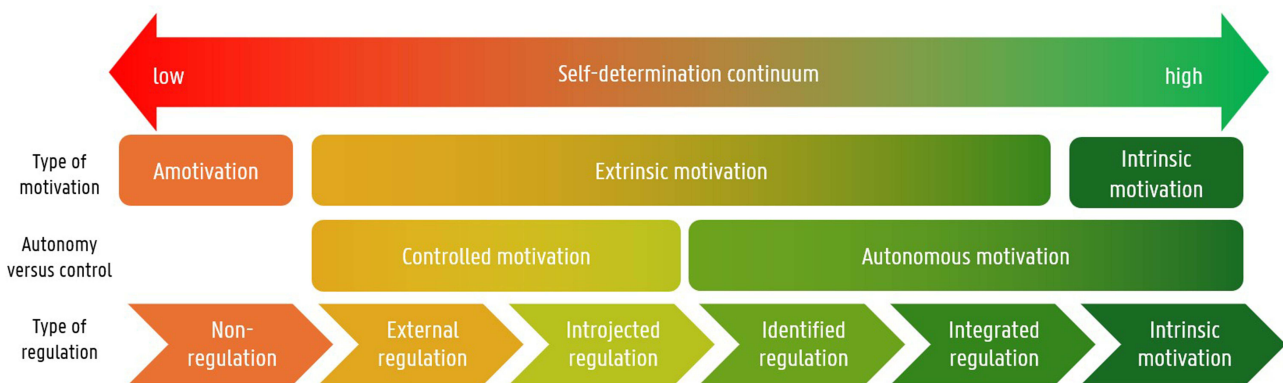 low Self-determination continuum high
Type of
motivation
Amotivation
Extrinsic motivation
Intrinsic
motivation
Autonomy
versus control
Controlled motivation
Autonomous motivation
Type of
regulation
Non-
regulation
External
regulation
Introjected
regulation
Identified
regulation
Integrated
regulation
Intrinsic
motivation